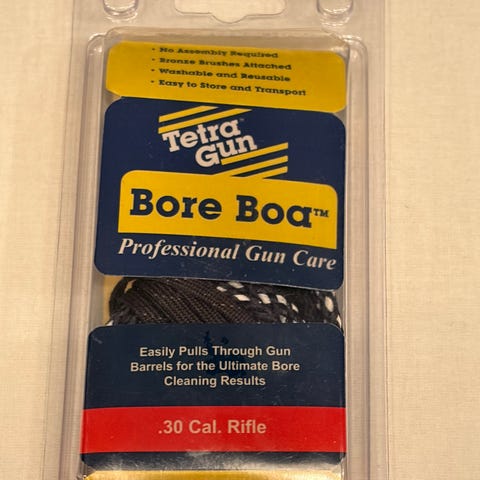 • No Assembly Required
• Bronze Brushes Attached
• Washable and Reusable
• Easy to Store and Transport
Tetra™
Gun
Bore Boa™
Professional Gun Care
Easily Pulls Through Gun
Barrels for the Ultimate Bore
Cleaning Results
.30 Cal. Rifle